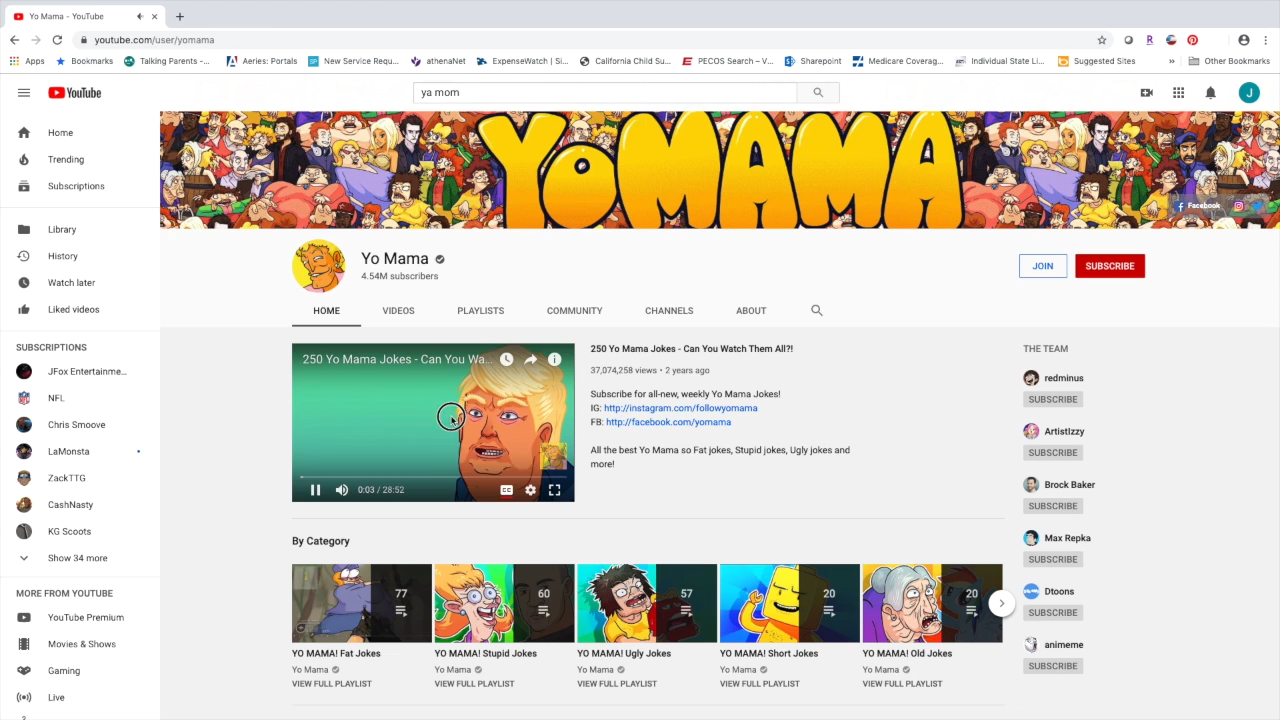 Yo Mama - YouTube
youtube.com/user/yomama
Apps Bookmarks Talking Parents -... Aeries: Portals New Service Requ... athenaNet ExpenseWatch | Si... California Child Su... PECOS Search – V... Sharepoint Medicare Coverag... Individual State Li... Suggested Sites » Other Bookmarks
YouTube
ya mom
J
YOMAMA
Facebook
Home
Trending
Subscriptions
Library
History
Watch later
Liked videos
SUBSCRIPTIONS
JFox Entertainme...
NFL
Chris Smoove
LaMonsta
ZackTTG
CashNasty
KG Scoots
Show 34 more
MORE FROM YOUTUBE
YouTube Premium
Movies & Shows
Gaming
Live
Yo Mama
4.54M subscribers
JOIN SUBSCRIBE
HOME VIDEOS PLAYLISTS COMMUNITY CHANNELS ABOUT
250 Yo Mama Jokes - Can You Wa...
0:03 / 28:52
CC
250 Yo Mama Jokes - Can You Watch Them All?!
37,074,258 views • 2 years ago
Subscribe for all-new, weekly Yo Mama Jokes!
IG: http://instagram.com/followyomama
FB: http://facebook.com/yomama
All the best Yo Mama so Fat jokes, Stupid jokes, Ugly jokes and
more!
By Category
77 60 57 20 20
YO MAMA! Fat Jokes YO MAMA! Stupid Jokes YO MAMA! Ugly Jokes YO MAMA! Short Jokes YO MAMA! Old Jokes
Yo Mama Yo Mama Yo Mama Yo Mama Yo Mama
VIEW FULL PLAYLIST VIEW FULL PLAYLIST VIEW FULL PLAYLIST VIEW FULL PLAYLIST VIEW FULL PLAYLIST
THE TEAM
redminus
SUBSCRIBE
ArtistIzzy
SUBSCRIBE
Brock Baker
SUBSCRIBE
Max Repka
SUBSCRIBE
Dtoons
SUBSCRIBE
animeme
SUBSCRIBE